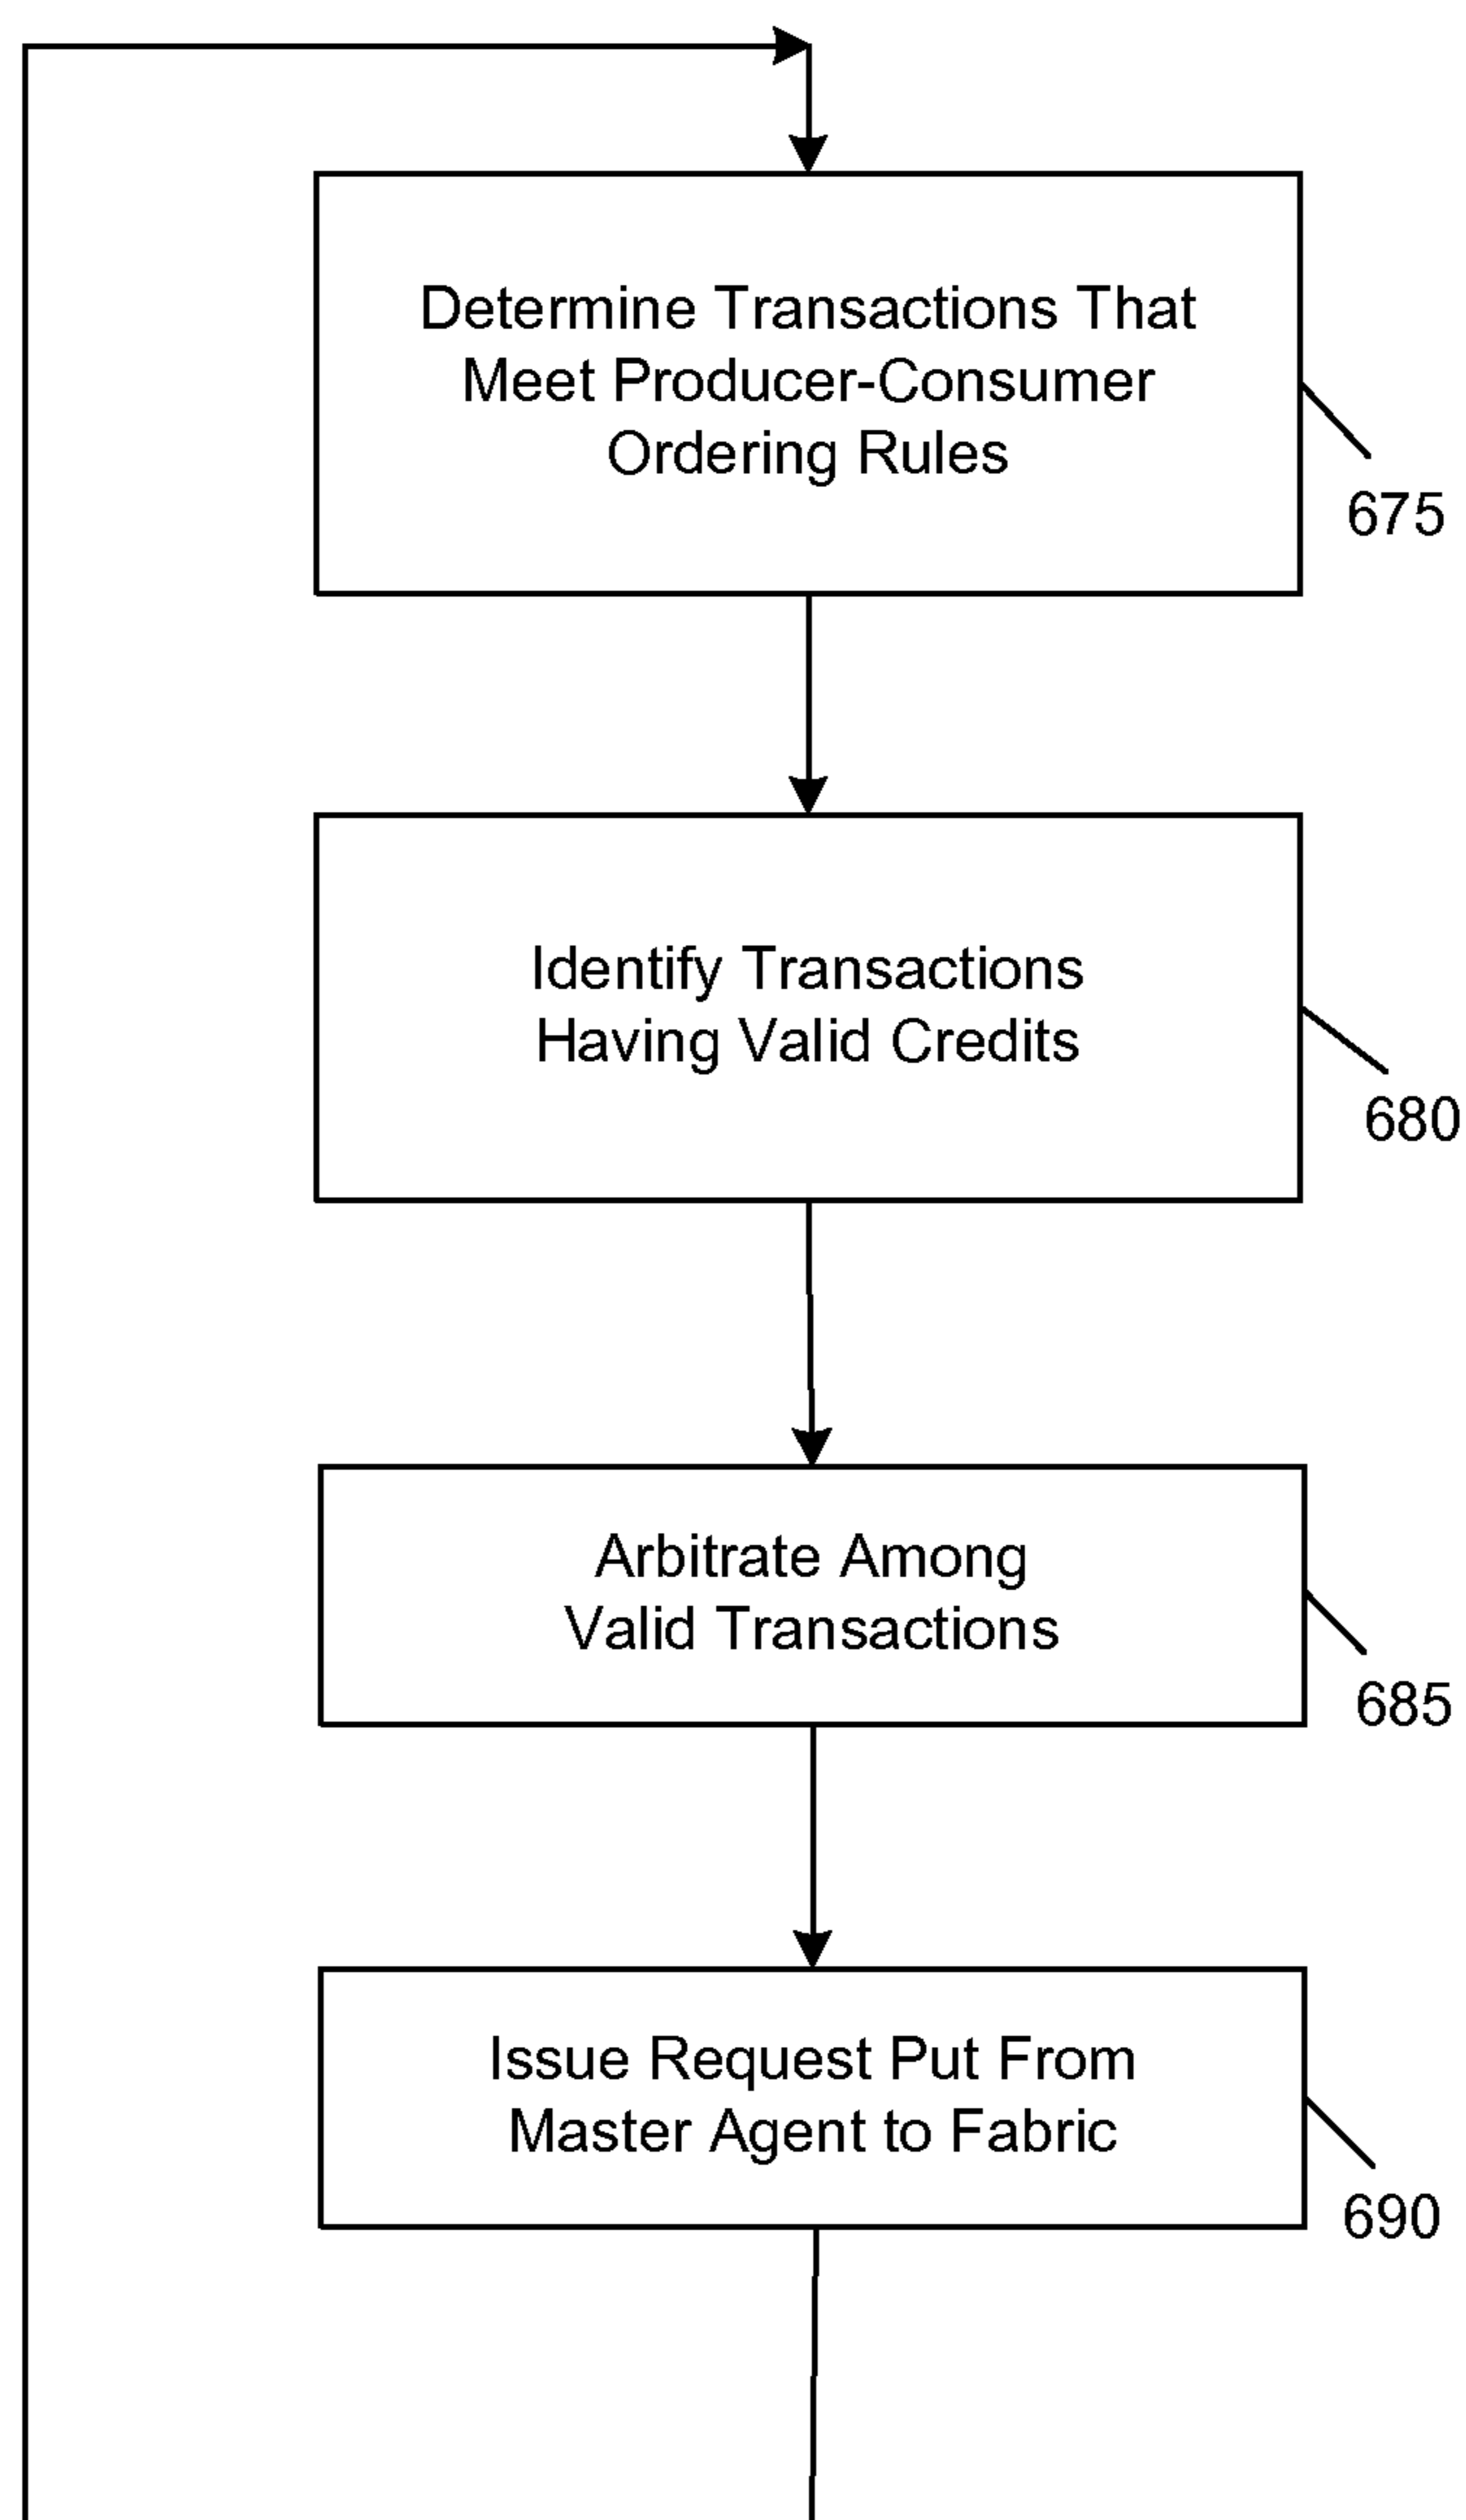 Determine Transactions That
Meet Producer-Consumer
Ordering Rules
675
Identify Transactions
Having Valid Credits
680
Arbitrate Among
Valid Transactions
685
Issue Request Put From
Master Agent to Fabric
690